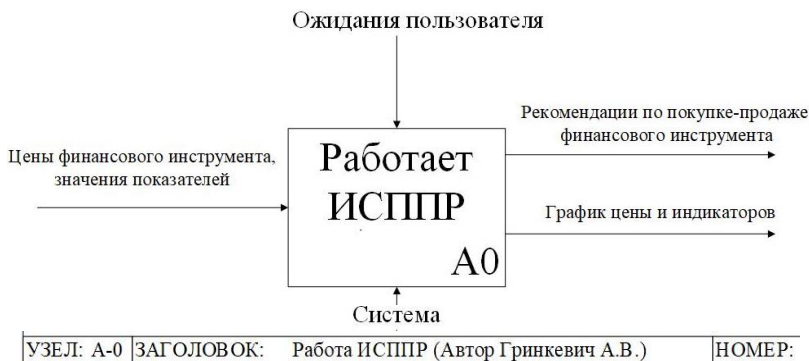 Ожидания пользователя
Рекомендации по покупке-продаже
финансового инструмента
Цены финансового инструмента,
значения показателей
Работает
ИСППР
График цены и индикаторов
А0
Система
УЗЕЛ: А-0 ЗАГОЛОВОК: Работа ИСППР (Автор Гринкевич А.В.) НОМЕР: